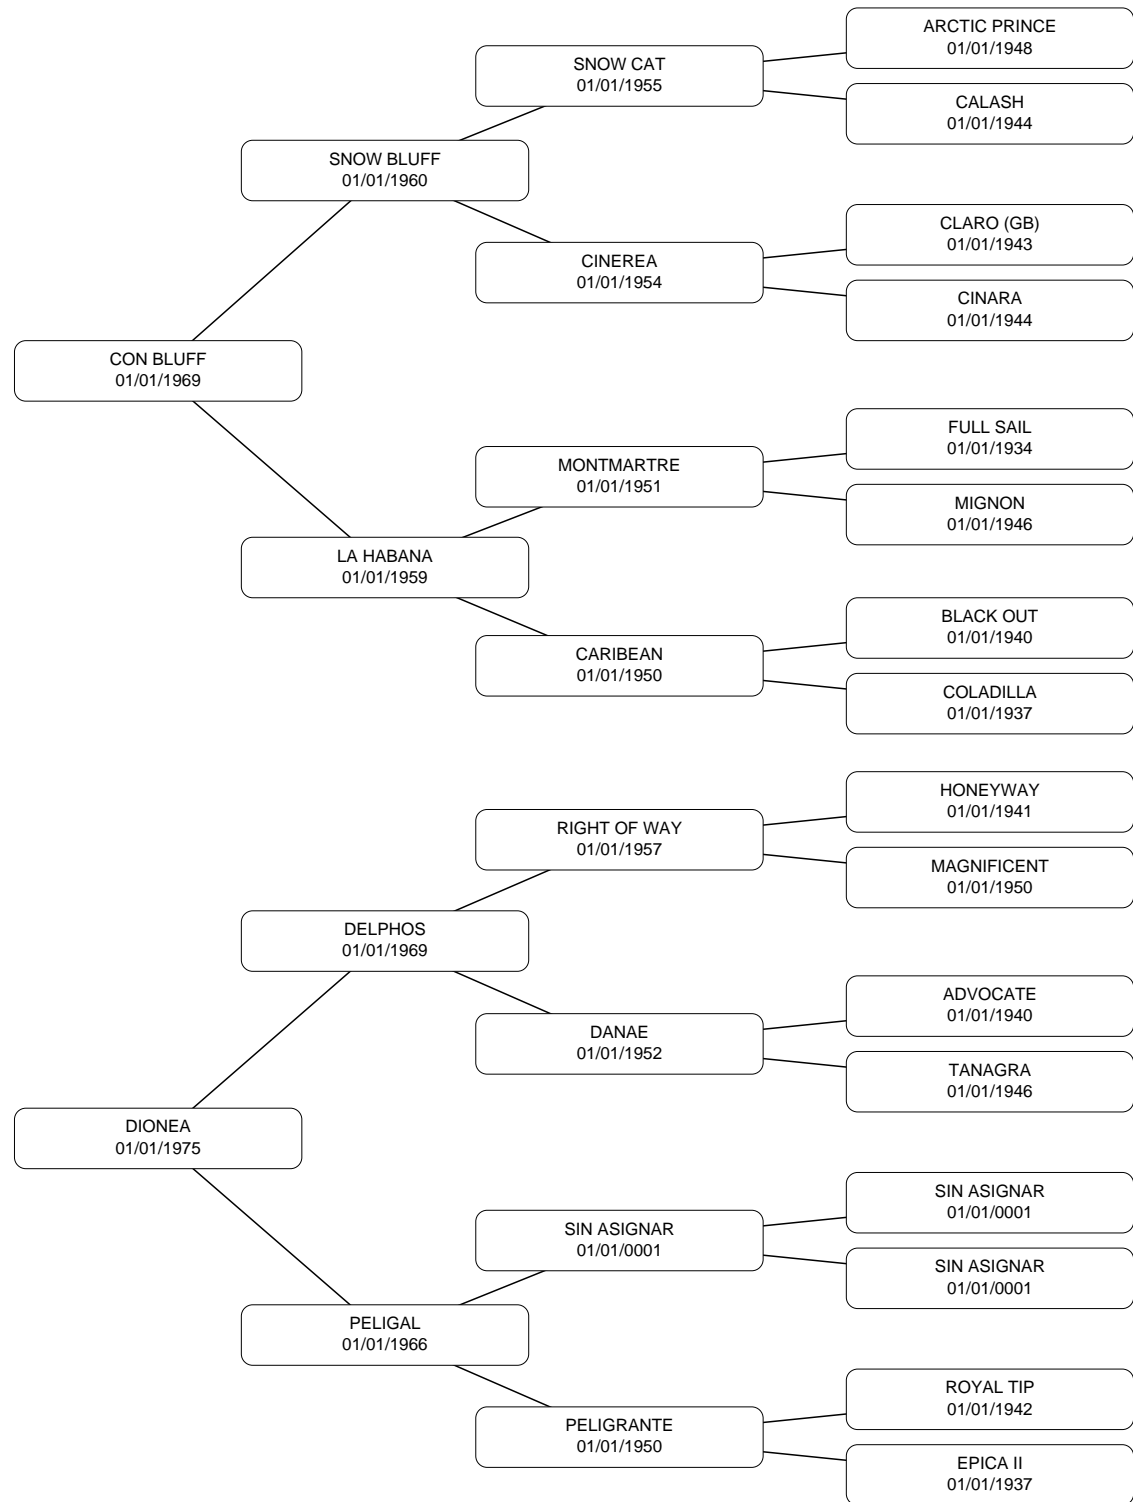 ARCTIC PRINCE
01/01/1948
SNOW CAT
01/01/1955
CALASH
01/01/1944
SNOW BLUFF
01/01/1960
CLARO (GB)
01/01/1943
CINEREA
01/01/1954
CINARA
01/01/1944
CON BLUFF
01/01/1969
FULL SAIL
01/01/1934
MONTMARTRE
01/01/1951
MIGNON
01/01/1946
LA HABANA
01/01/1959
BLACK OUT
01/01/1940
CARIBEAN
01/01/1950
COLADILLA
01/01/1937
HONEYWAY
01/01/1941
RIGHT OF WAY
01/01/1957
MAGNIFICENT
01/01/1950
DELPHOS
01/01/1969
ADVOCATE
01/01/1940
DANAE
01/01/1952
TANAGRA
01/01/1946
DIONEA
01/01/1975
SIN ASIGNAR
01/01/0001
SIN ASIGNAR
01/01/0001
SIN ASIGNAR
01/01/0001
PELIGAL
01/01/1966
ROYAL TIP
01/01/1942
PELIGRANTE
01/01/1950
EPICA II
01/01/1937